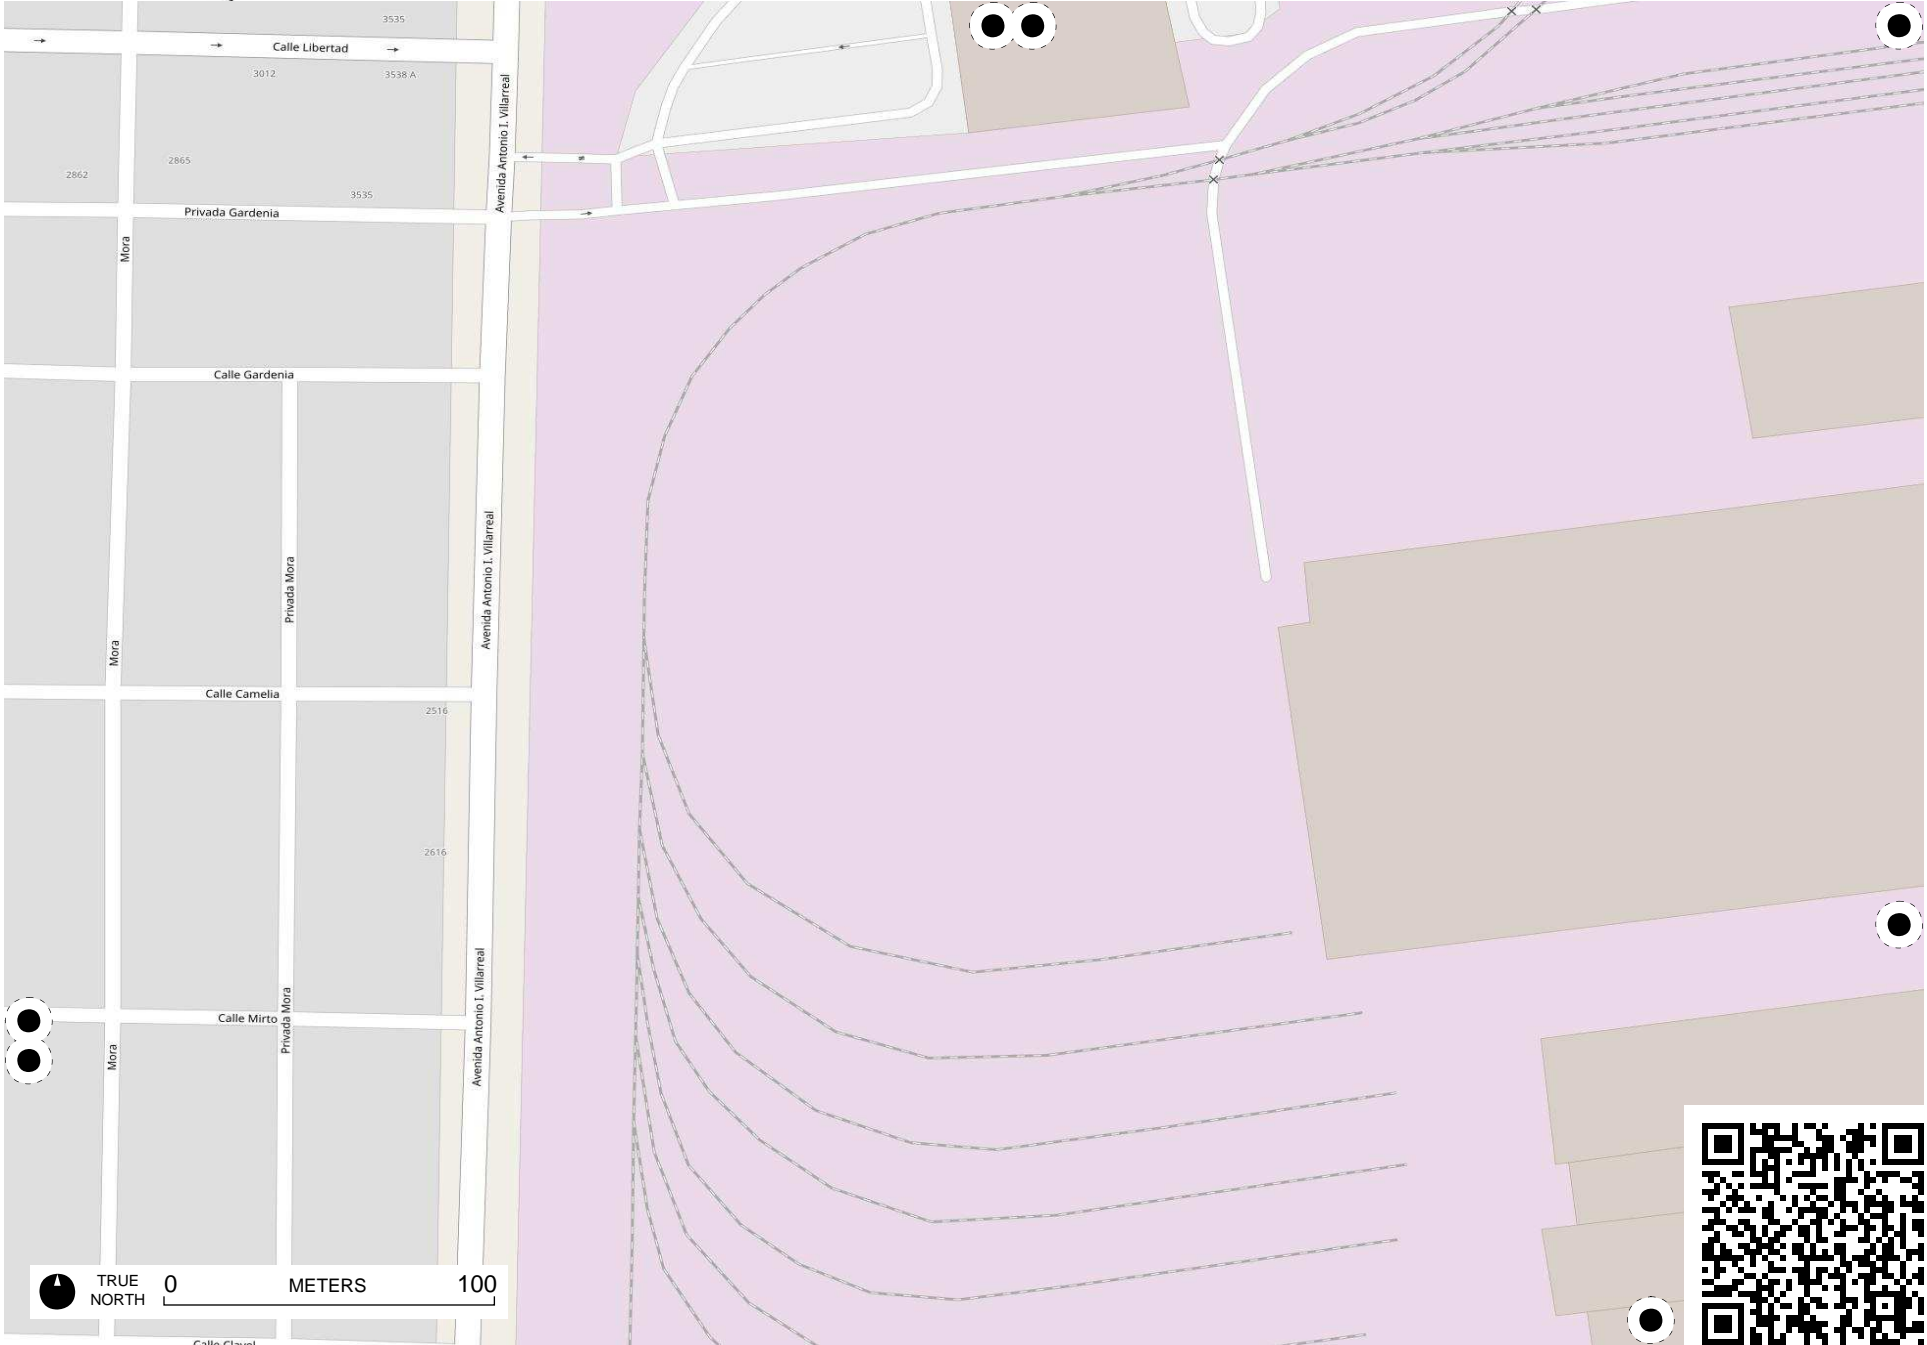 3535
Calle Libertad
3012
3538 A
Avenida Antonio I. Villarreal
2865
2862
3535
Privada Gardenia
Mora
Calle Gardenia
Privada Mora
Avenida Antonio I. Villarreal
Mora
Calle Camelia
2516
2616
Calle Mirto
Privada Mora
Avenida Antonio I. Villarreal
Mora
TRUE NORTH
0 METERS 100
Calle Clavel